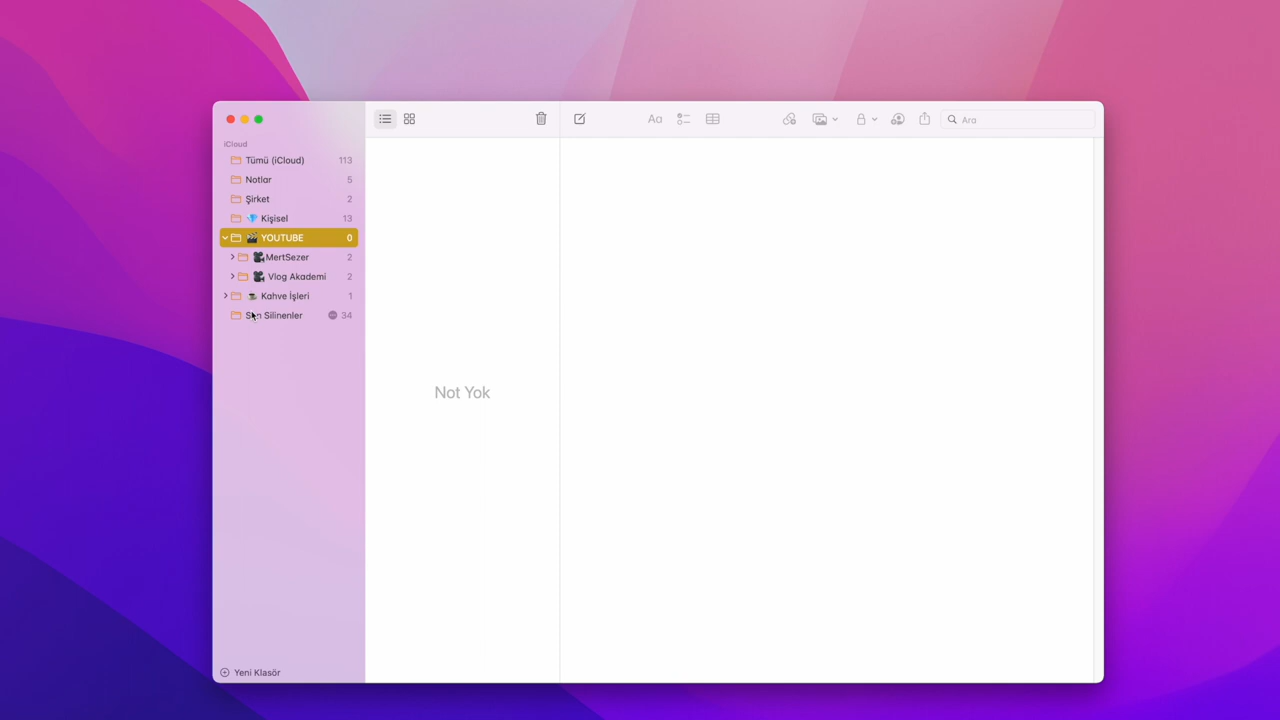 iCloud
Tümü (iCloud) 113
Notlar 5
Şirket 2
Kişisel 13
YOUTUBE 0
MertSezer 2
Vlog Akademi 2
Kahve İşleri 1
Son Silinenler 34
Yeni Klasör
Not Yok
Aa
Ara